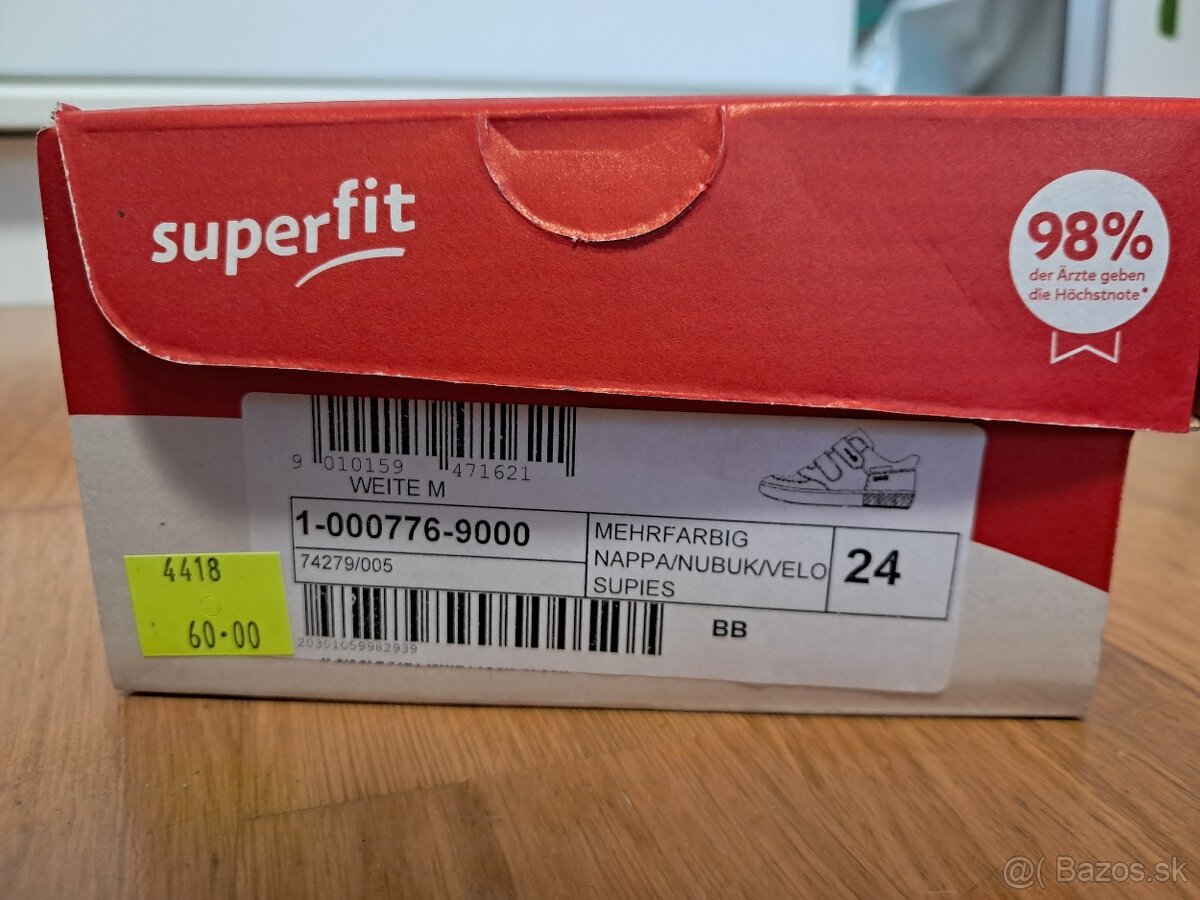 superfit
98%
der Ärzte geben
die Höchstnote*
9 010159 471621
WEITE M
1-000776-9000
74279/005
MEHRFARBIG
NAPPA/NUBUK/VELO
SUPIES
24
BB
20301059982939
4418
60.00
@( Bazos.sk